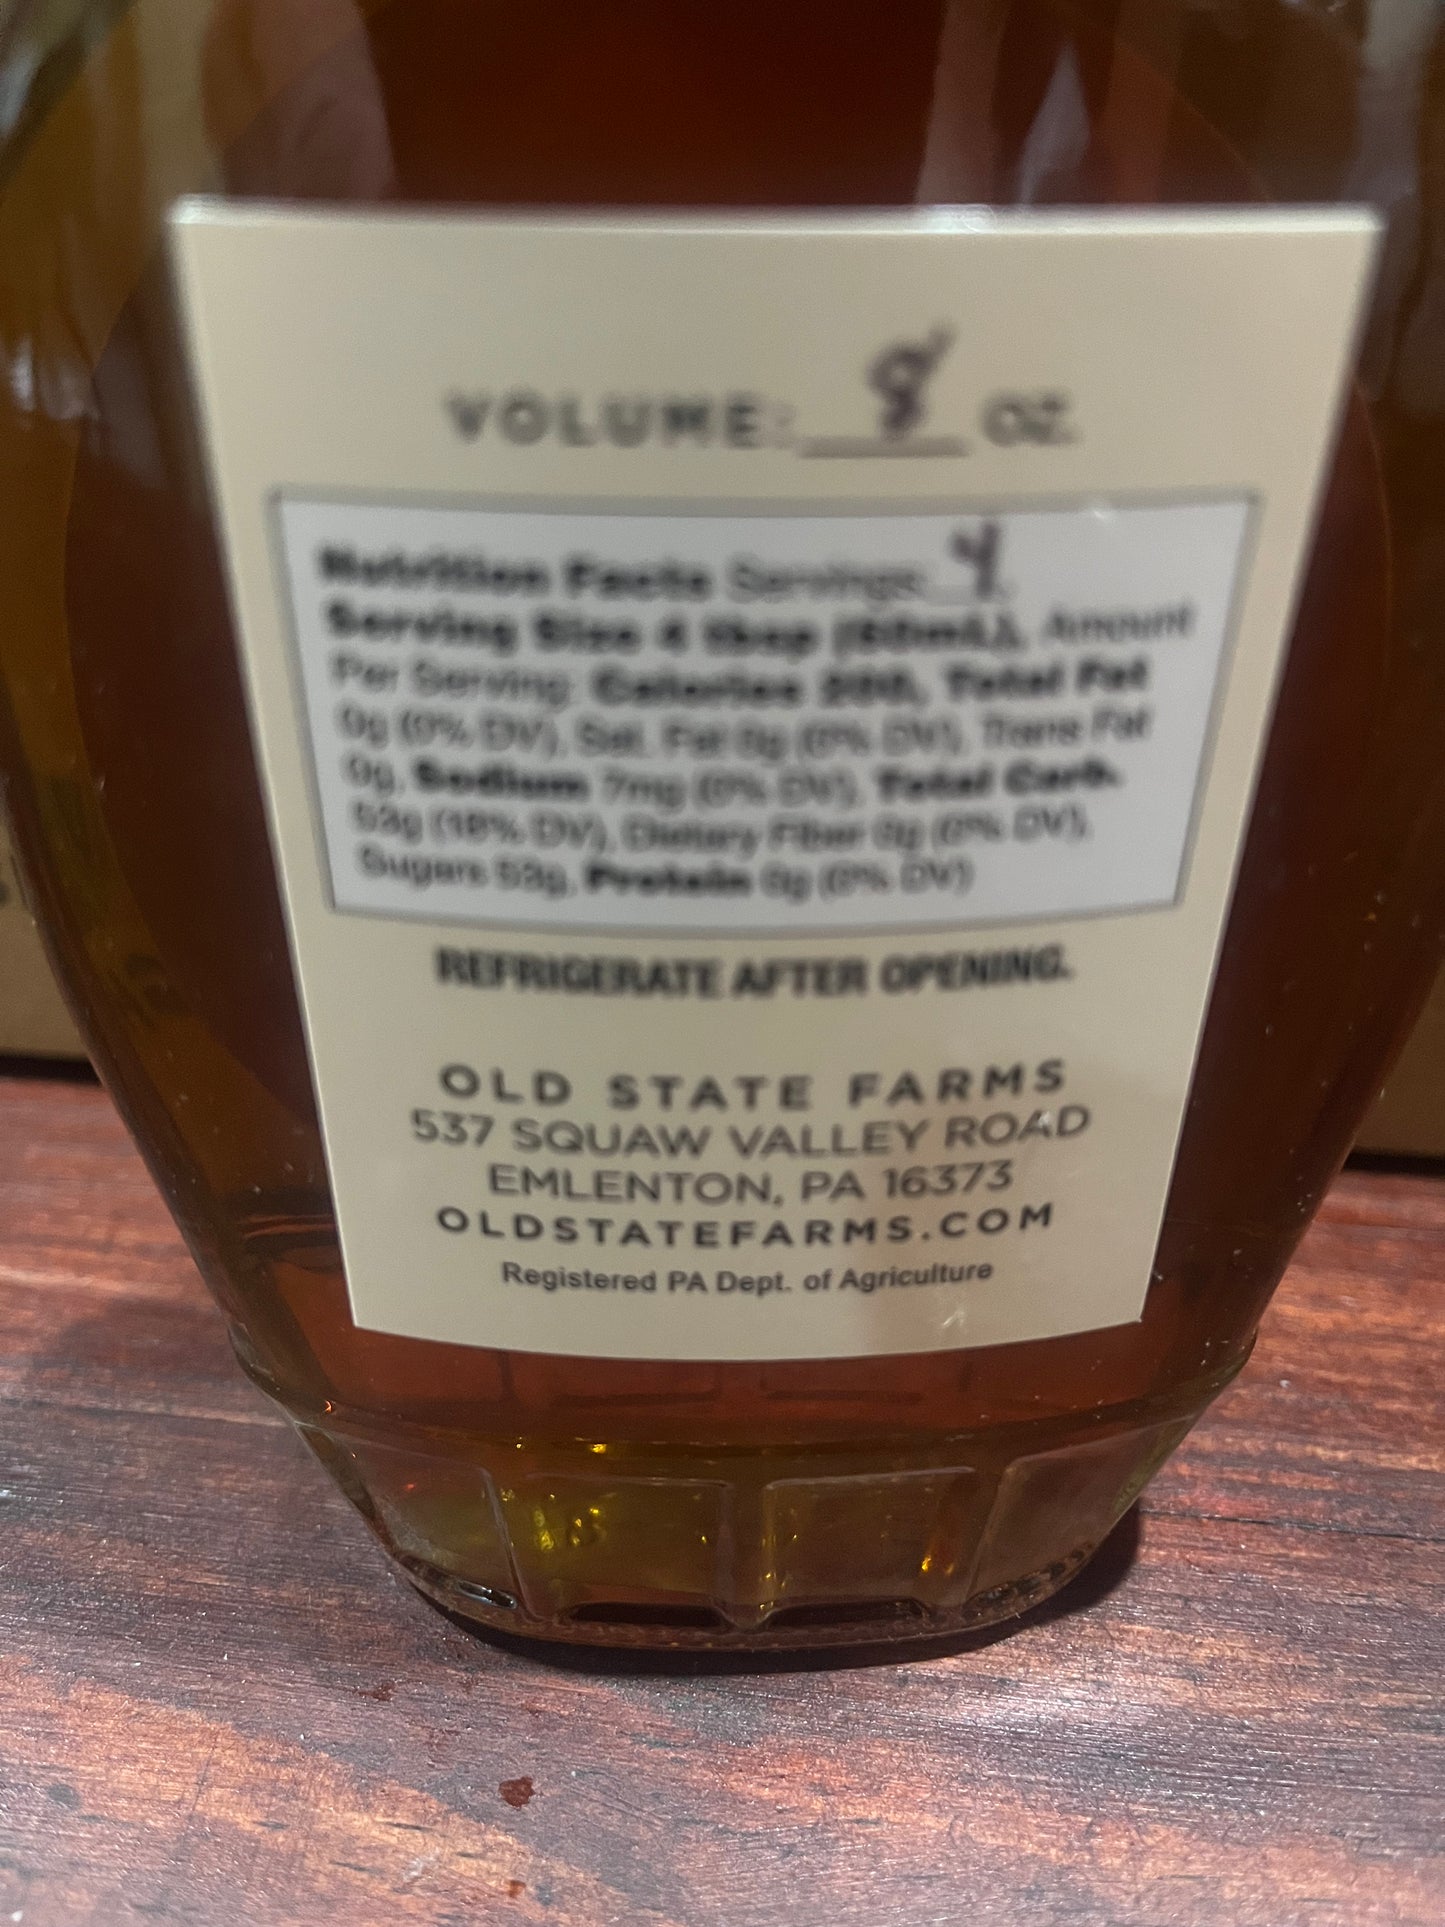 VOLUME: 8 OZ.
Nutrition Facts Servings 4
Serving Size 4 tbsp (60mL), Amount
Per Serving: Calories 200, Total Fat
0g (0% DV), Sat. Fat 0g (0% DV), Trans Fat
0g, Sodium 7mg (0% DV), Total Carb.
53g (18% DV), Dietary Fiber 0g (0% DV),
Sugars 53g, Protein 0g (0% DV)
REFRIGERATE AFTER OPENING.
OLD STATE FARMS
537 SQUAW VALLEY ROAD
EMLENTON, PA 16373
OLDSTATEFARMS.COM
Registered PA Dept. of Agriculture